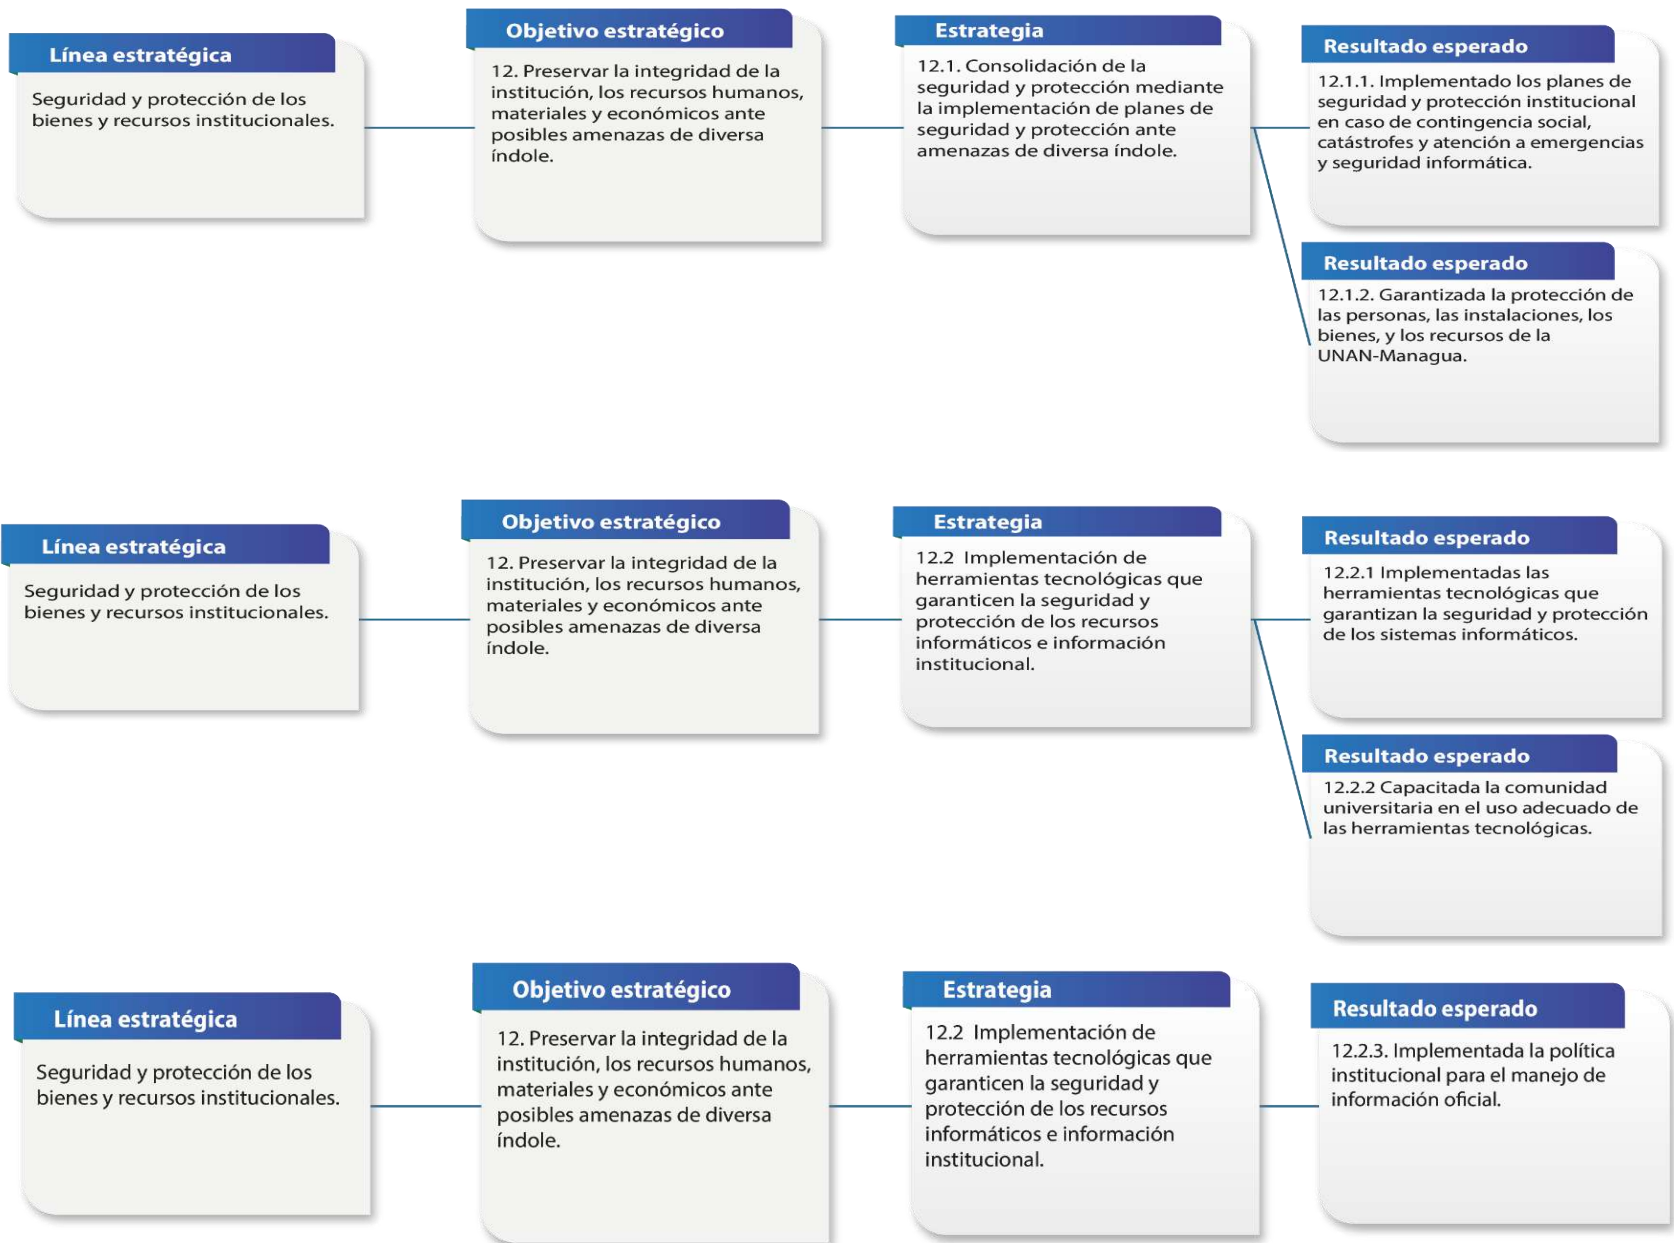 Línea estratégica
Seguridad y protección de los
bienes y recursos institucionales.
Objetivo estratégico
12. Preservar la integridad de la
institución, los recursos humanos,
materiales y económicos ante
posibles amenazas de diversa
índole.
Estrategia
12.1. Consolidación de la
seguridad y protección mediante
la implementación de planes de
seguridad y protección ante
amenazas de diversa índole.
Resultado esperado
12.1.1. Implementado los planes de
seguridad y protección institucional
en caso de contingencia social,
catástrofes y atención a emergencias
y seguridad informática.
Resultado esperado
12.1.2. Garantizada la protección de
las personas, las instalaciones, los
bienes, y los recursos de la
UNAN-Managua.
Línea estratégica
Seguridad y protección de los
bienes y recursos institucionales.
Objetivo estratégico
12. Preservar la integridad de la
institución, los recursos humanos,
materiales y económicos ante
posibles amenazas de diversa
índole.
Estrategia
12.2 Implementación de
herramientas tecnológicas que
garanticen la seguridad y
protección de los recursos
informáticos e información
institucional.
Resultado esperado
12.2.1 Implementadas las
herramientas tecnológicas que
garantizan la seguridad y protección
de los sistemas informáticos.
Resultado esperado
12.2.2 Capacitada la comunidad
universitaria en el uso adecuado de
las herramientas tecnológicas.
Línea estratégica
Seguridad y protección de los
bienes y recursos institucionales.
Objetivo estratégico
12. Preservar la integridad de la
institución, los recursos humanos,
materiales y económicos ante
posibles amenazas de diversa
índole.
Estrategia
12.2 Implementación de
herramientas tecnológicas que
garanticen la seguridad y
protección de los recursos
informáticos e información
institucional.
Resultado esperado
12.2.3. Implementada la política
institucional para el manejo de
información oficial.